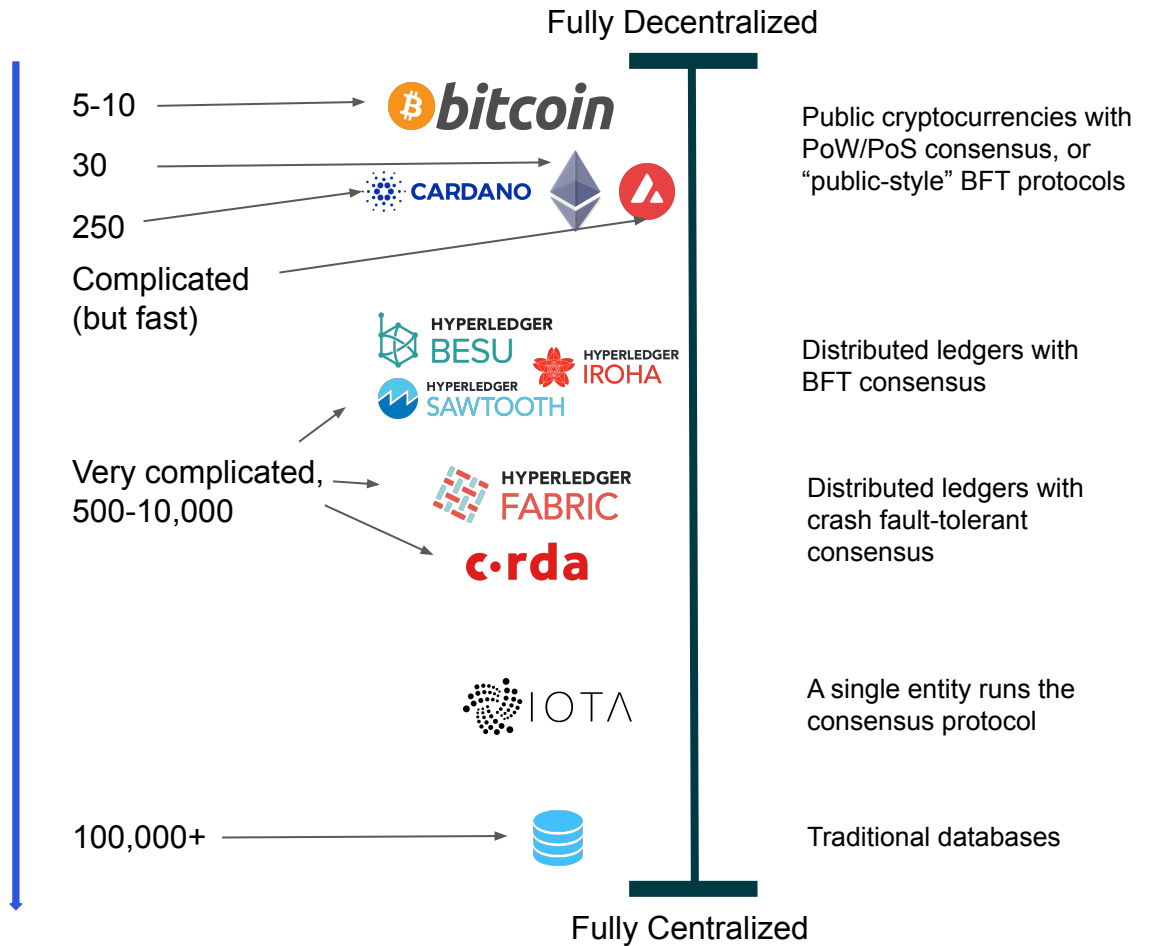 Fully Decentralized
5-10
bitcoin
Public cryptocurrencies with
PoW/PoS consensus, or
“public-style” BFT protocols
30
CARDANO
250
Complicated
(but fast)
HYPERLEDGER
BESU
HYPERLEDGER
IROHA
HYPERLEDGER
SAWTOOTH
Distributed ledgers with
BFT consensus
Very complicated,
500-10,000
HYPERLEDGER
FABRIC
c·rda
Distributed ledgers with
crash fault-tolerant
consensus
IOTA
A single entity runs the
consensus protocol
100,000+
Traditional databases
Fully Centralized